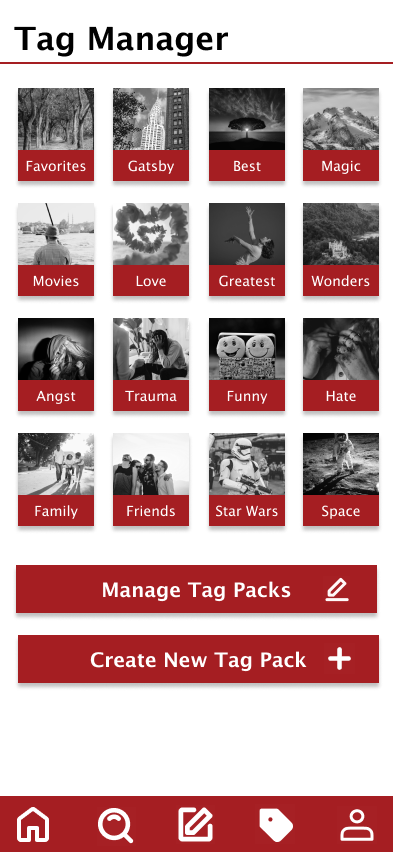 Tag Manager
Favorites
Gatsby
Best
Magic
Movies
Love
Greatest
Wonders
Angst
Trauma
Funny
Hate
Family
Friends
Star Wars
Space
Manage Tag Packs
Create New Tag Pack